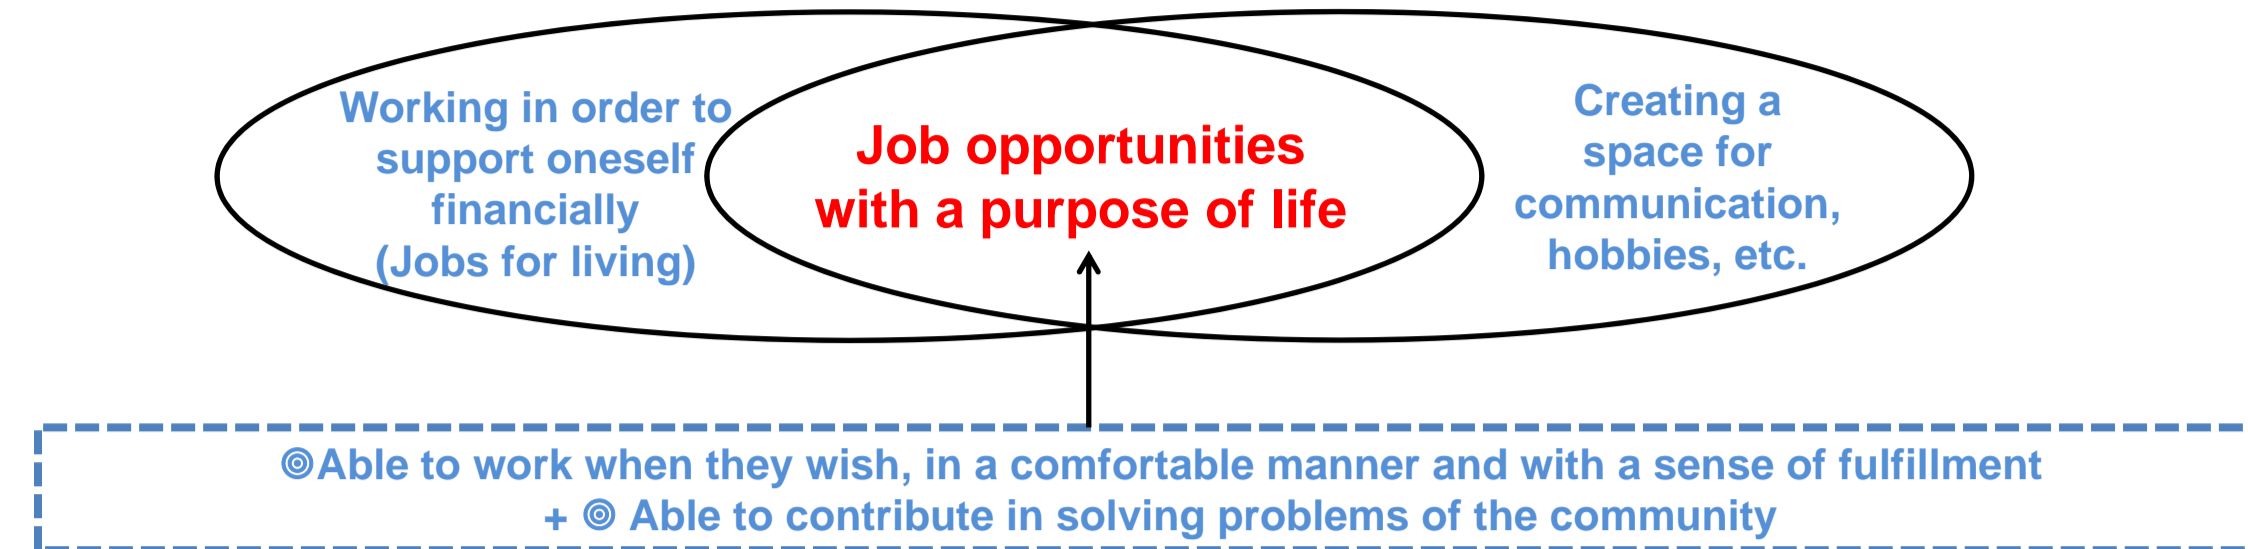 Working in order to
support oneself
financially
(Jobs for living)
Job opportunities
with a purpose of life
Creating a
space for
communication,
hobbies, etc.
◎Able to work when they wish, in a comfortable manner and with a sense of fulfillment
+ ◎ Able to contribute in solving problems of the community